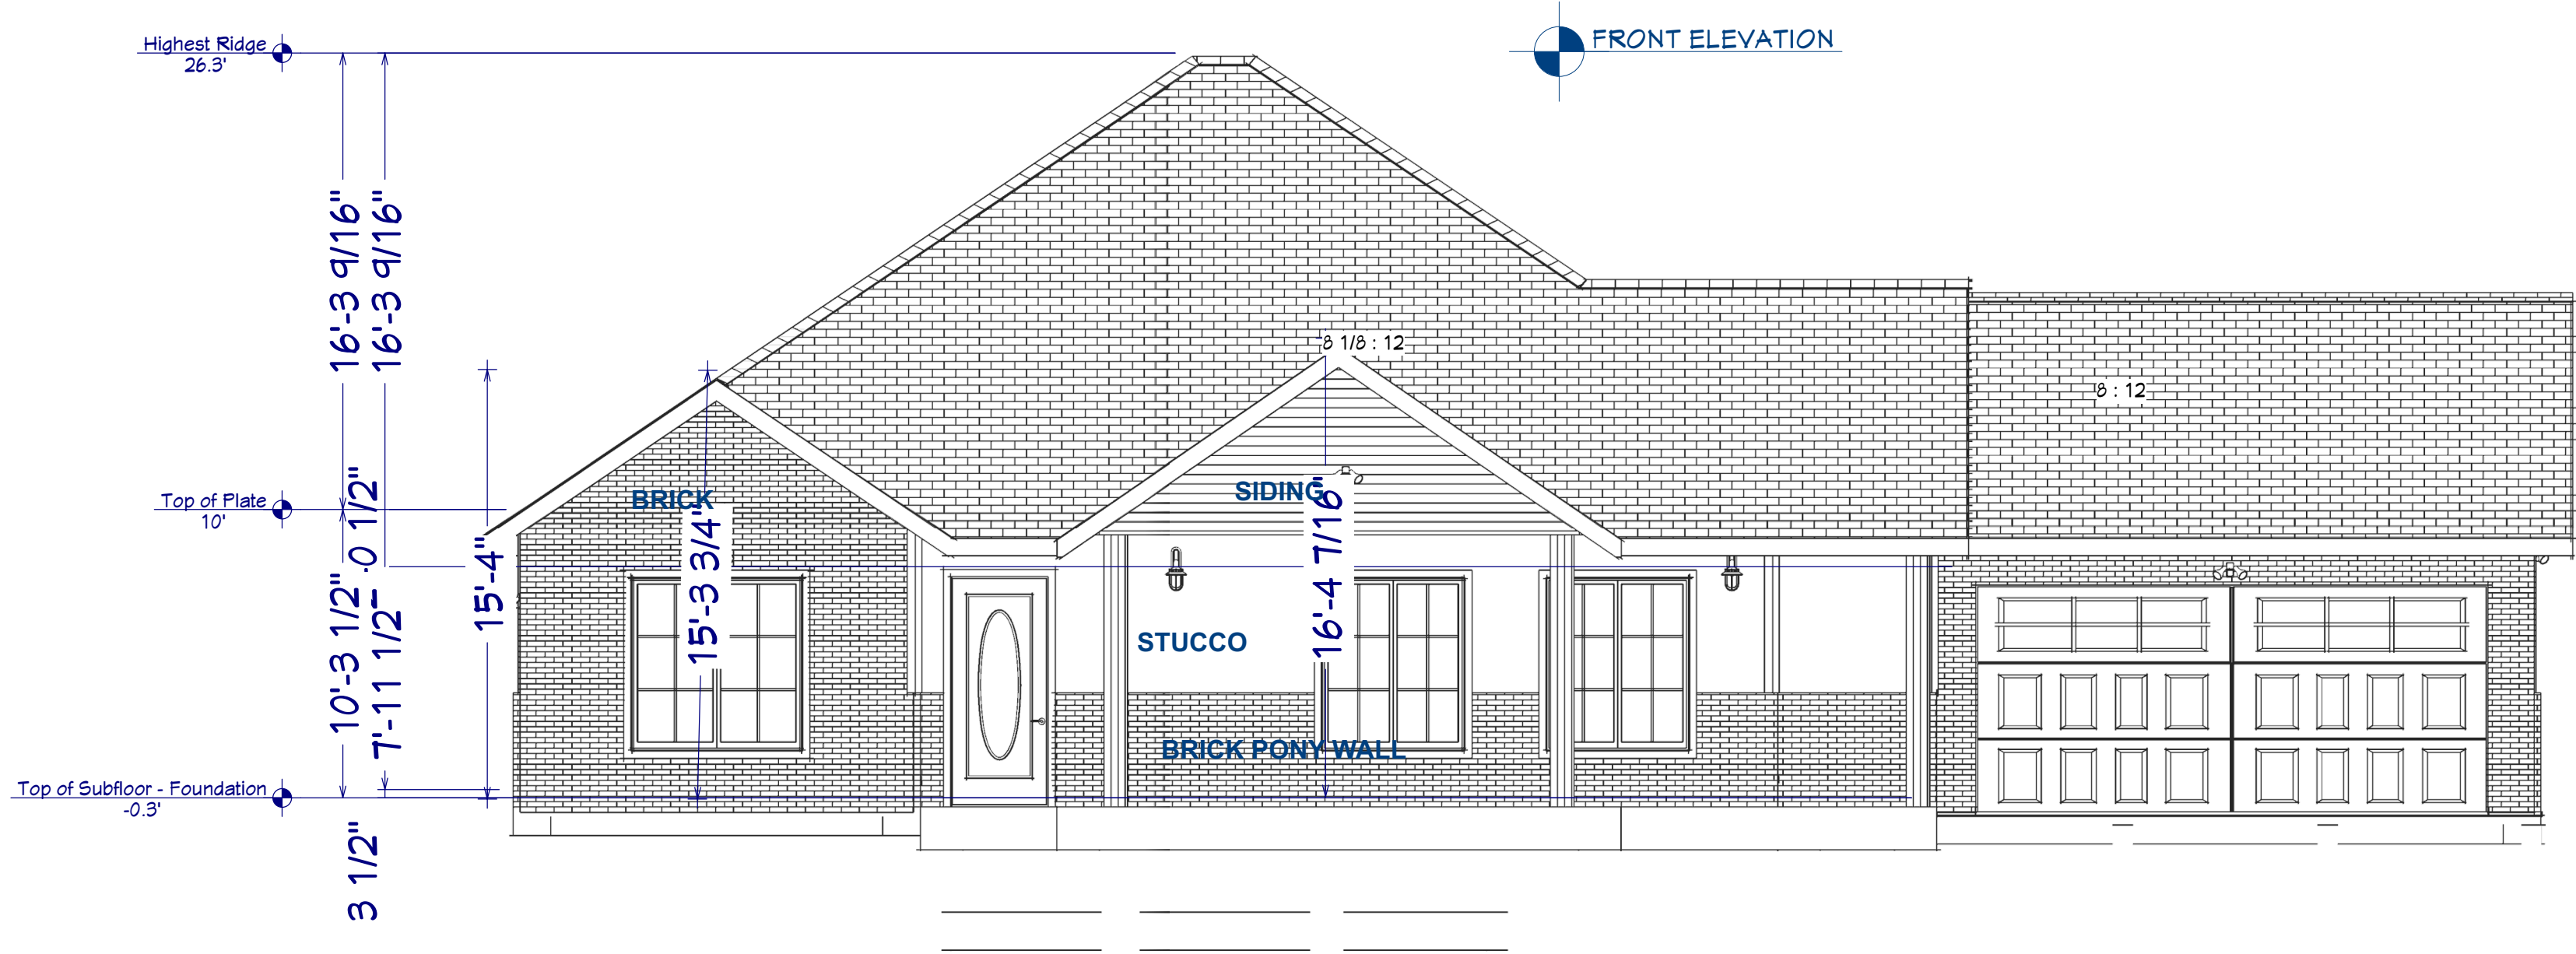 Highest Ridge
26.3'
FRONT ELEVATION
16'-3 9/16"
16'-3 9/16"
8 1/8 : 12
8 : 12
Top of Plate
10'
BRICK
SIDING
0 1/2"
10'-3 1/2"
7'-11 1/2"
15'-4"
15'-3 3/4"
16'-4 7/16"
STUCCO
BRICK PONY WALL
Top of Subfloor - Foundation
-0.3'
3 1/2"